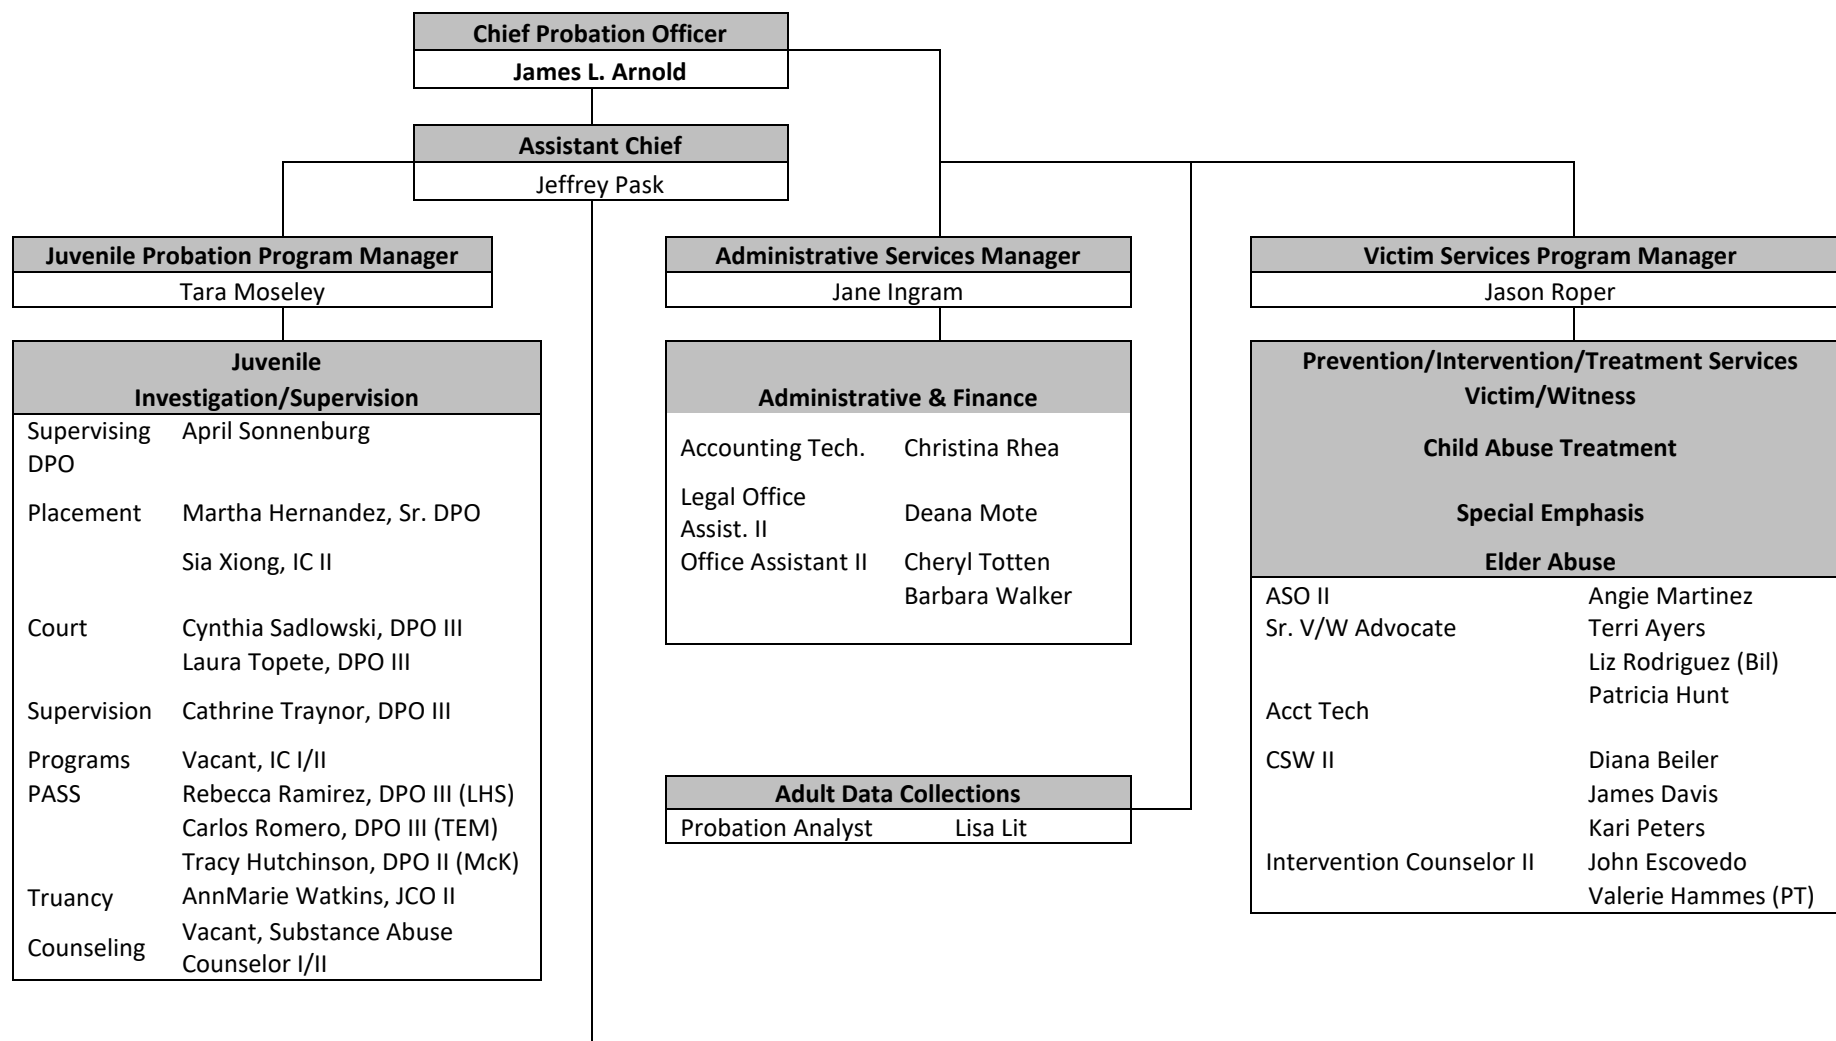 Chief Probation Officer
James L. Arnold
Assistant Chief
Jeffrey Pask
Juvenile Probation Program Manager
Tara Moseley
Juvenile
Investigation/Supervision
Supervising April Sonnenburg
DPO
Placement Martha Hernandez, Sr. DPO
Sia Xiong, IC II
Court Cynthia Sadlowski, DPO III
Laura Topete, DPO III
Supervision Cathrine Traynor, DPO III
Programs Vacant, IC I/II
PASS Rebecca Ramirez, DPO III (LHS)
Carlos Romero, DPO III (TEM)
Tracy Hutchinson, DPO II (McK)
Truancy AnnMarie Watkins, JCO II
Counseling Vacant, Substance Abuse
Counselor I/II
Administrative Services Manager
Jane Ingram
Administrative & Finance
Accounting Tech. Christina Rhea
Legal Office
Assist. II Deana Mote
Office Assistant II Cheryl Totten
Barbara Walker
Adult Data Collections
Probation Analyst Lisa Lit
Victim Services Program Manager
Jason Roper
Prevention/Intervention/Treatment Services
Victim/Witness
Child Abuse Treatment
Special Emphasis
Elder Abuse
ASO II Angie Martinez
Sr. V/W Advocate Terri Ayers
Liz Rodriguez (Bil)
Patricia Hunt
Acct Tech
CSW II Diana Beiler
James Davis
Kari Peters
Intervention Counselor II John Escovedo
Valerie Hammes (PT)